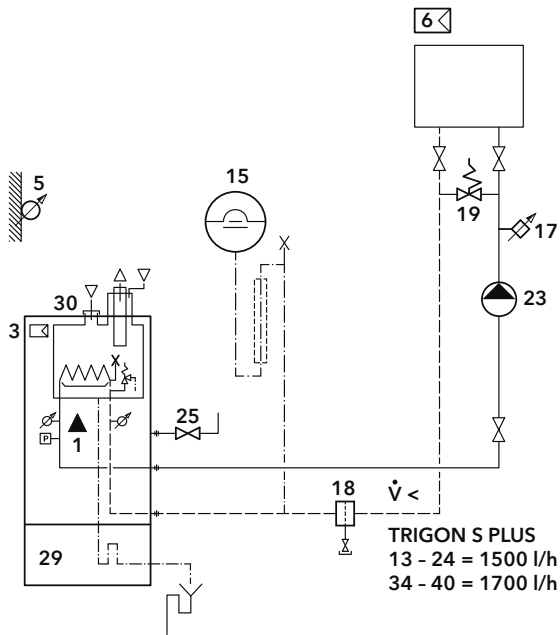 6
5
15
19
17
30
3
23
25
P
1
18
V̇ <
29
TRIGON S PLUS
13 – 24 = 1500 l/h
34 – 40 = 1700 l/h